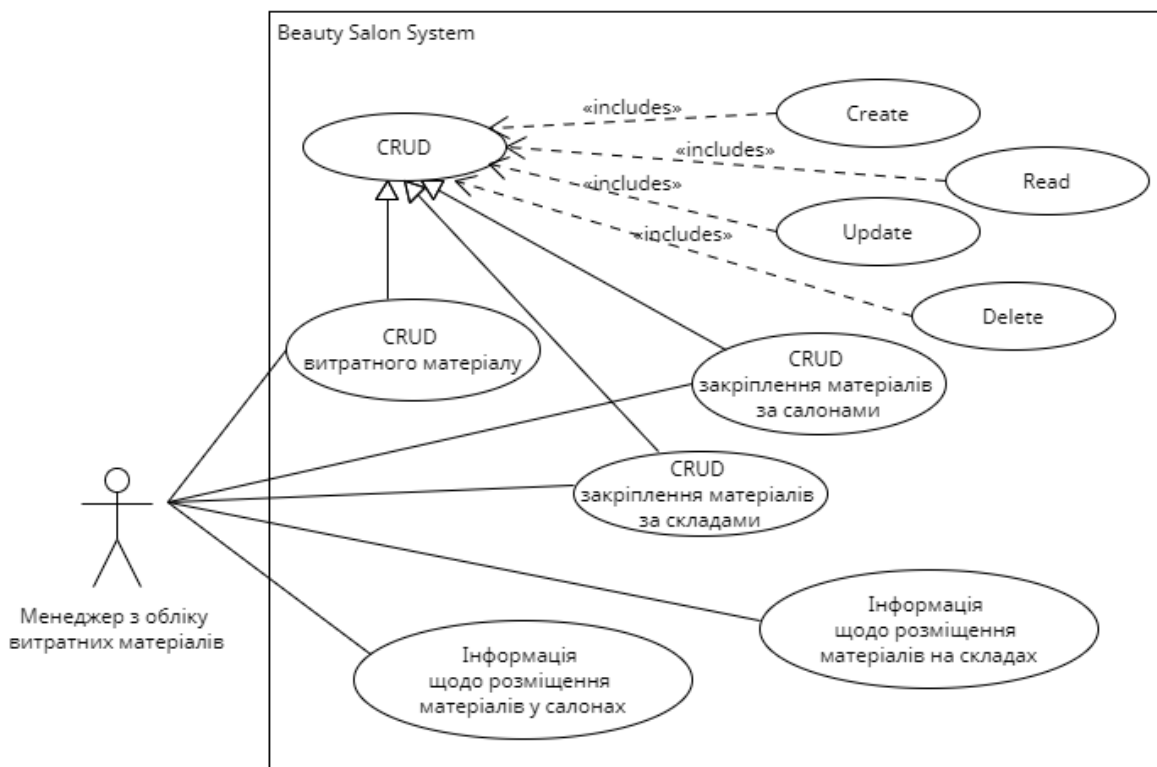 Beauty Salon System
«includes»
Create
CRUD
«includes»
Read
«includes»
Update
«includes»
Delete
CRUD
витратного матеріалу
CRUD
закріплення матеріалів
за салонами
CRUD
закріплення матеріалів
за складами
Менеджер з обліку
витратних матеріалів
Інформація
щодо розміщення
матеріалів на складах
Інформація
щодо розміщення
матеріалів у салонах